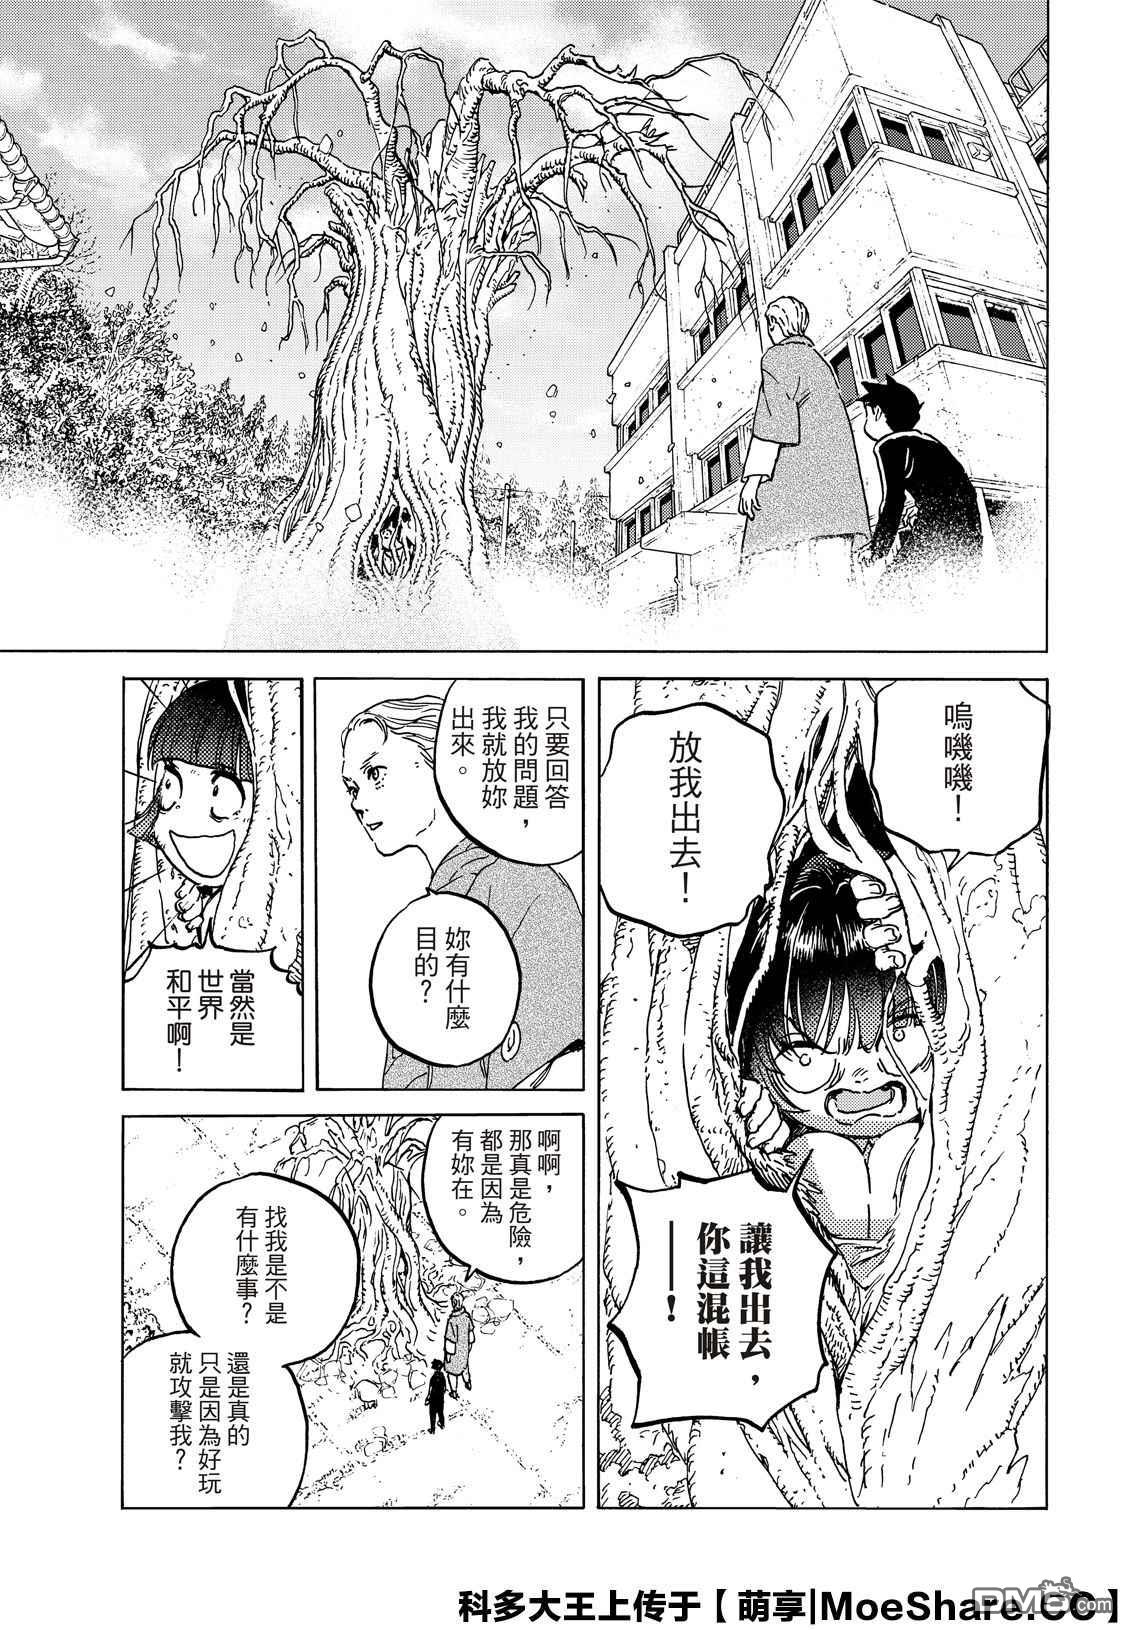 嗚嘰嘰！
放我出去！
讓我出去，
你這混帳
——！
只要回答
我的問題，
我就放妳
出來。
妳有什麼
目的？
當然是
世界
和平啊！
啊啊，
那真是危險，
都是因為
有妳在。
找我是不是
有什麼事？
還是真的
只是因為好玩
就攻擊我？
科多大王上传于【萌享|MoeShare.CC】
DM5.com